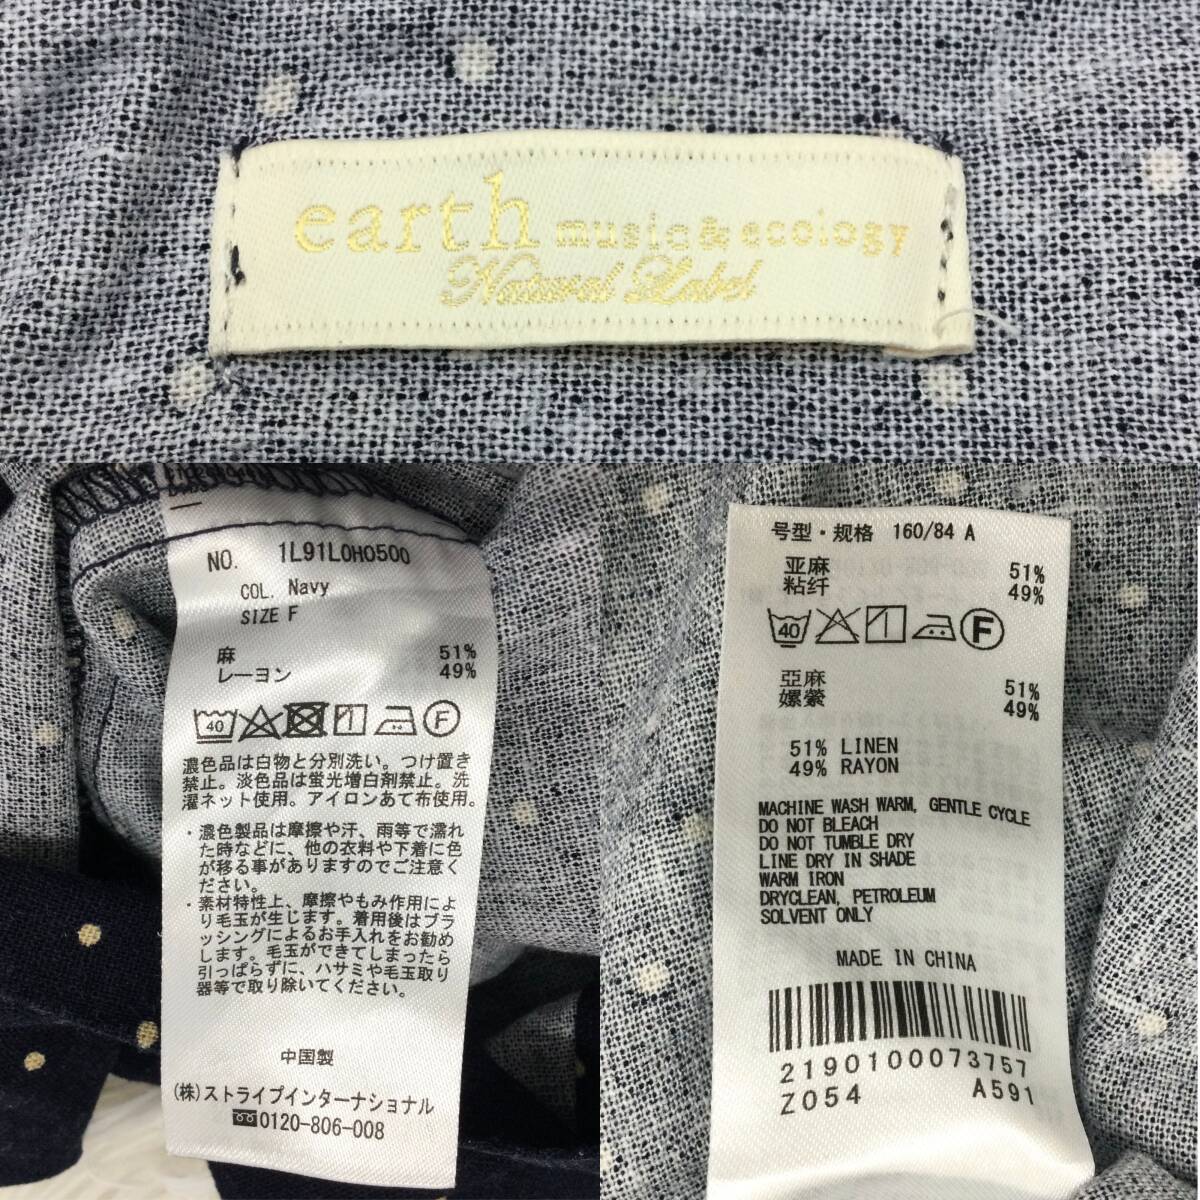 earth music&ecology
Natural Label
NO. 1L91L0H0500
COL. Navy
SIZE F
麻 51%
レーヨン 49%
40 F
濃色品は白物と分別洗い。つけ置き
禁止。淡色品は蛍光増白剤禁止。洗
濯ネット使用。アイロンあて布使用。
・濃色製品は摩擦や汗、雨等で濡れ
た時などに、他の衣料や下着に色
が移る事がありますのでご注意く
ださい。
・素材特性上、摩擦やもみ作用によ
り毛玉が生じます。着用後はブラ
ッシングによるお手入れをお勧め
します。毛玉ができてしまったら
引っぱらずに、ハサミや毛玉取り
器等で取り除いてください。
中国製
(株)ストライプインターナショナル
0120-806-008
号型・规格 160/84 A
亚麻 51%
粘纤 49%
40 F
亞麻 51%
嫘縈 49%
51% LINEN
49% RAYON
MACHINE WASH WARM, GENTLE CYCLE
DO NOT BLEACH
DO NOT TUMBLE DRY
LINE DRY IN SHADE
WARM IRON
DRYCLEAN, PETROLEUM
SOLVENT ONLY
MADE IN CHINA
2190100073757
Z054 A591